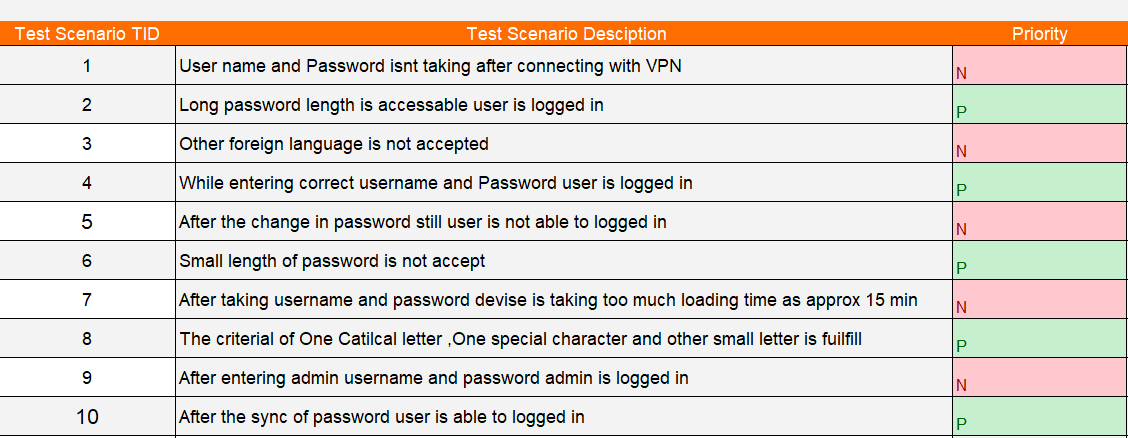 Test Scenario TID Test Scenario Desciption Priority
1 User name and Password isnt taking after connecting with VPN N
2 Long password length is accessable user is logged in P
3 Other foreign language is not accepted N
4 While entering correct username and Password user is logged in P
5 After the change in password still user is not able to logged in N
6 Small length of password is not accept P
7 After taking username and password devise is taking too much loading time as approx 15 min N
8 The criterial of One Catilcal letter ,One special character and other small letter is fuilfill P
9 After entering admin username and password admin is logged in N
10 After the sync of password user is able to logged in P